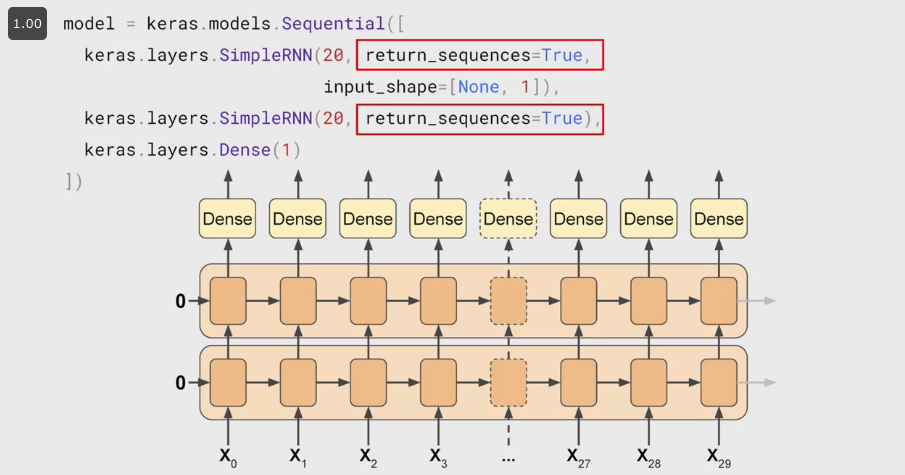 1.00
model = keras.models.Sequential([
keras.layers.SimpleRNN(20, return_sequences=True,
input_shape=[None, 1]),
keras.layers.SimpleRNN(20, return_sequences=True),
keras.layers.Dense(1)
])
Dense Dense Dense Dense Dense Dense Dense Dense
0
0
X0 X1 X2 X3 ... X27 X28 X29